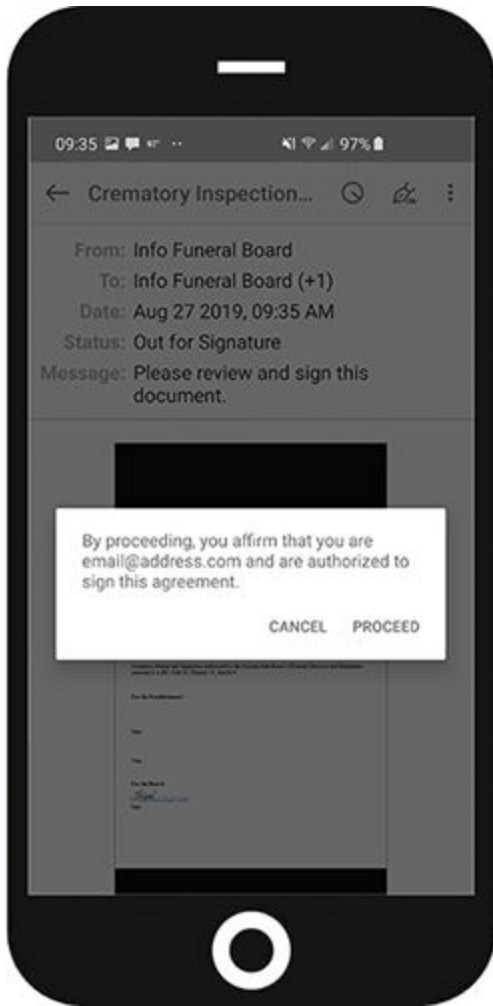 09:35 97%
Crematory Inspection...
From: Info Funeral Board
To: Info Funeral Board (+1)
Date: Aug 27 2019, 09:35 AM
Status: Out for Signature
Message: Please review and sign this
document.
By proceeding, you affirm that you are
email@address.com and are authorized to
sign this agreement.
CANCEL PROCEED